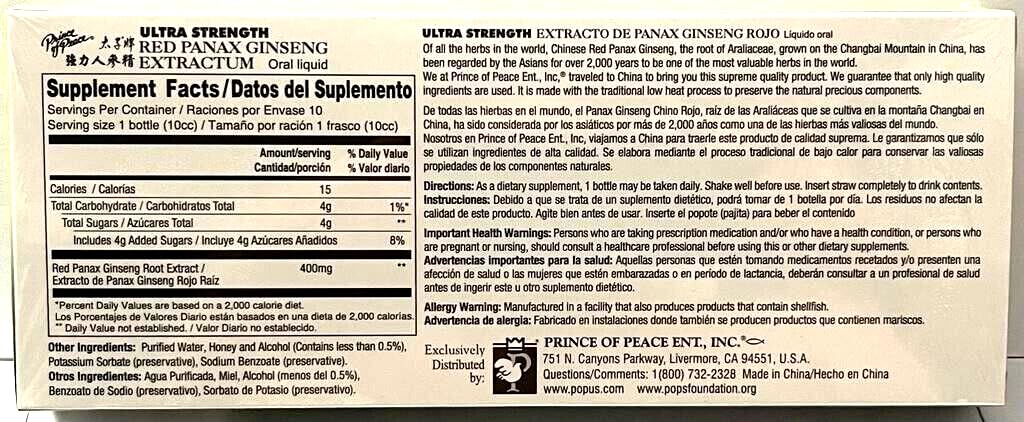 Prince of Peace
太子牌
強力人參精
ULTRA STRENGTH
RED PANAX GINSENG
EXTRACTUM Oral liquid
Supplement Facts/Datos del Suplemento
Servings Per Container / Raciones por Envase 10
Serving size 1 bottle (10cc) / Tamaño por ración 1 frasco (10cc)
Amount/serving % Daily Value
Cantidad/porción % Valor diario
Calories / Calorías 15
Total Carbohydrate / Carbohidratos Total 4g 1%*
Total Sugars / Azúcares Total 4g **
Includes 4g Added Sugars / Incluye 4g Azúcares Añadidos 8%
Red Panax Ginseng Root Extract / 400mg **
Extracto de Panax Ginseng Rojo Raíz
*Percent Daily Values are based on a 2,000 calorie diet.
Los Porcentajes de Valores Diario están basados en una dieta de 2,000 calorías.
** Daily Value not established. / Valor Diario no establecido.
Other Ingredients: Purified Water, Honey and Alcohol (Contains less than 0.5%),
Potassium Sorbate (preservative), Sodium Benzoate (preservative).
Otros Ingredientes: Agua Purificada, Miel, Alcohol (menos del 0.5%),
Benzoato de Sodio (preservativo), Sorbato de Potasio (preservativo).
ULTRA STRENGTH EXTRACTO DE PANAX GINSENG ROJO Líquido oral
Of all the herbs in the world, Chinese Red Panax Ginseng, the root of Araliaceae, grown on the Changbai Mountain in China, has
been regarded by the Asians for over 2,000 years to be one of the most valuable herbs in the world.
We at Prince of Peace Ent., Inc,® traveled to China to bring you this supreme quality product. We guarantee that only high quality
ingredients are used. It is made with the traditional low heat process to preserve the natural precious components.
De todas las hierbas en el mundo, el Panax Ginseng Chino Rojo, raíz de las Araliáceas que se cultiva en la montaña Changbai en
China, ha sido considerada por los asiáticos por más de 2,000 años como una de las hierbas más valiosas del mundo.
Nosotros en Prince of Peace Ent., Inc, viajamos a China para traerle este producto de calidad suprema. Le garantizamos que sólo
se utilizan ingredientes de alta calidad. Se elabora mediante el proceso tradicional de bajo calor para conservar las valiosas
propiedades de los componentes naturales.
Directions: As a dietary supplement, 1 bottle may be taken daily. Shake well before use. Insert straw completely to drink contents.
Instrucciones: Debido a que se trata de un suplemento dietético, podrá tomar de 1 botella por día. Los residuos no afectan la
calidad de este producto. Agite bien antes de usar. Inserte el popote (pajita) para beber el contenido
Important Health Warnings: Persons who are taking prescription medication and/or who have a health condition, or persons who
are pregnant or nursing, should consult a healthcare professional before using this or other dietary supplements.
Advertencias importantes para la salud: Aquellas personas que estén tomando medicamentos recetados y/o presenten una
afección de salud o las mujeres que están embarazadas o en período de lactancia, deberán consultar a un profesional de salud
antes de ingerir este u otro suplemento dietético.
Allergy Warning: Manufactured in a facility that also produces products that contain shellfish.
Advertencia de alergia: Fabricado en instalaciones donde también se producen productos que contienen mariscos.
Exclusively
Distributed
by:
PRINCE OF PEACE ENT., INC.®
751 N. Canyons Parkway, Livermore, CA 94551, U.S.A.
Questions/Comments: 1(800) 732-2328 Made in China/Hecho en China
www.popus.com www.popsfoundation.org